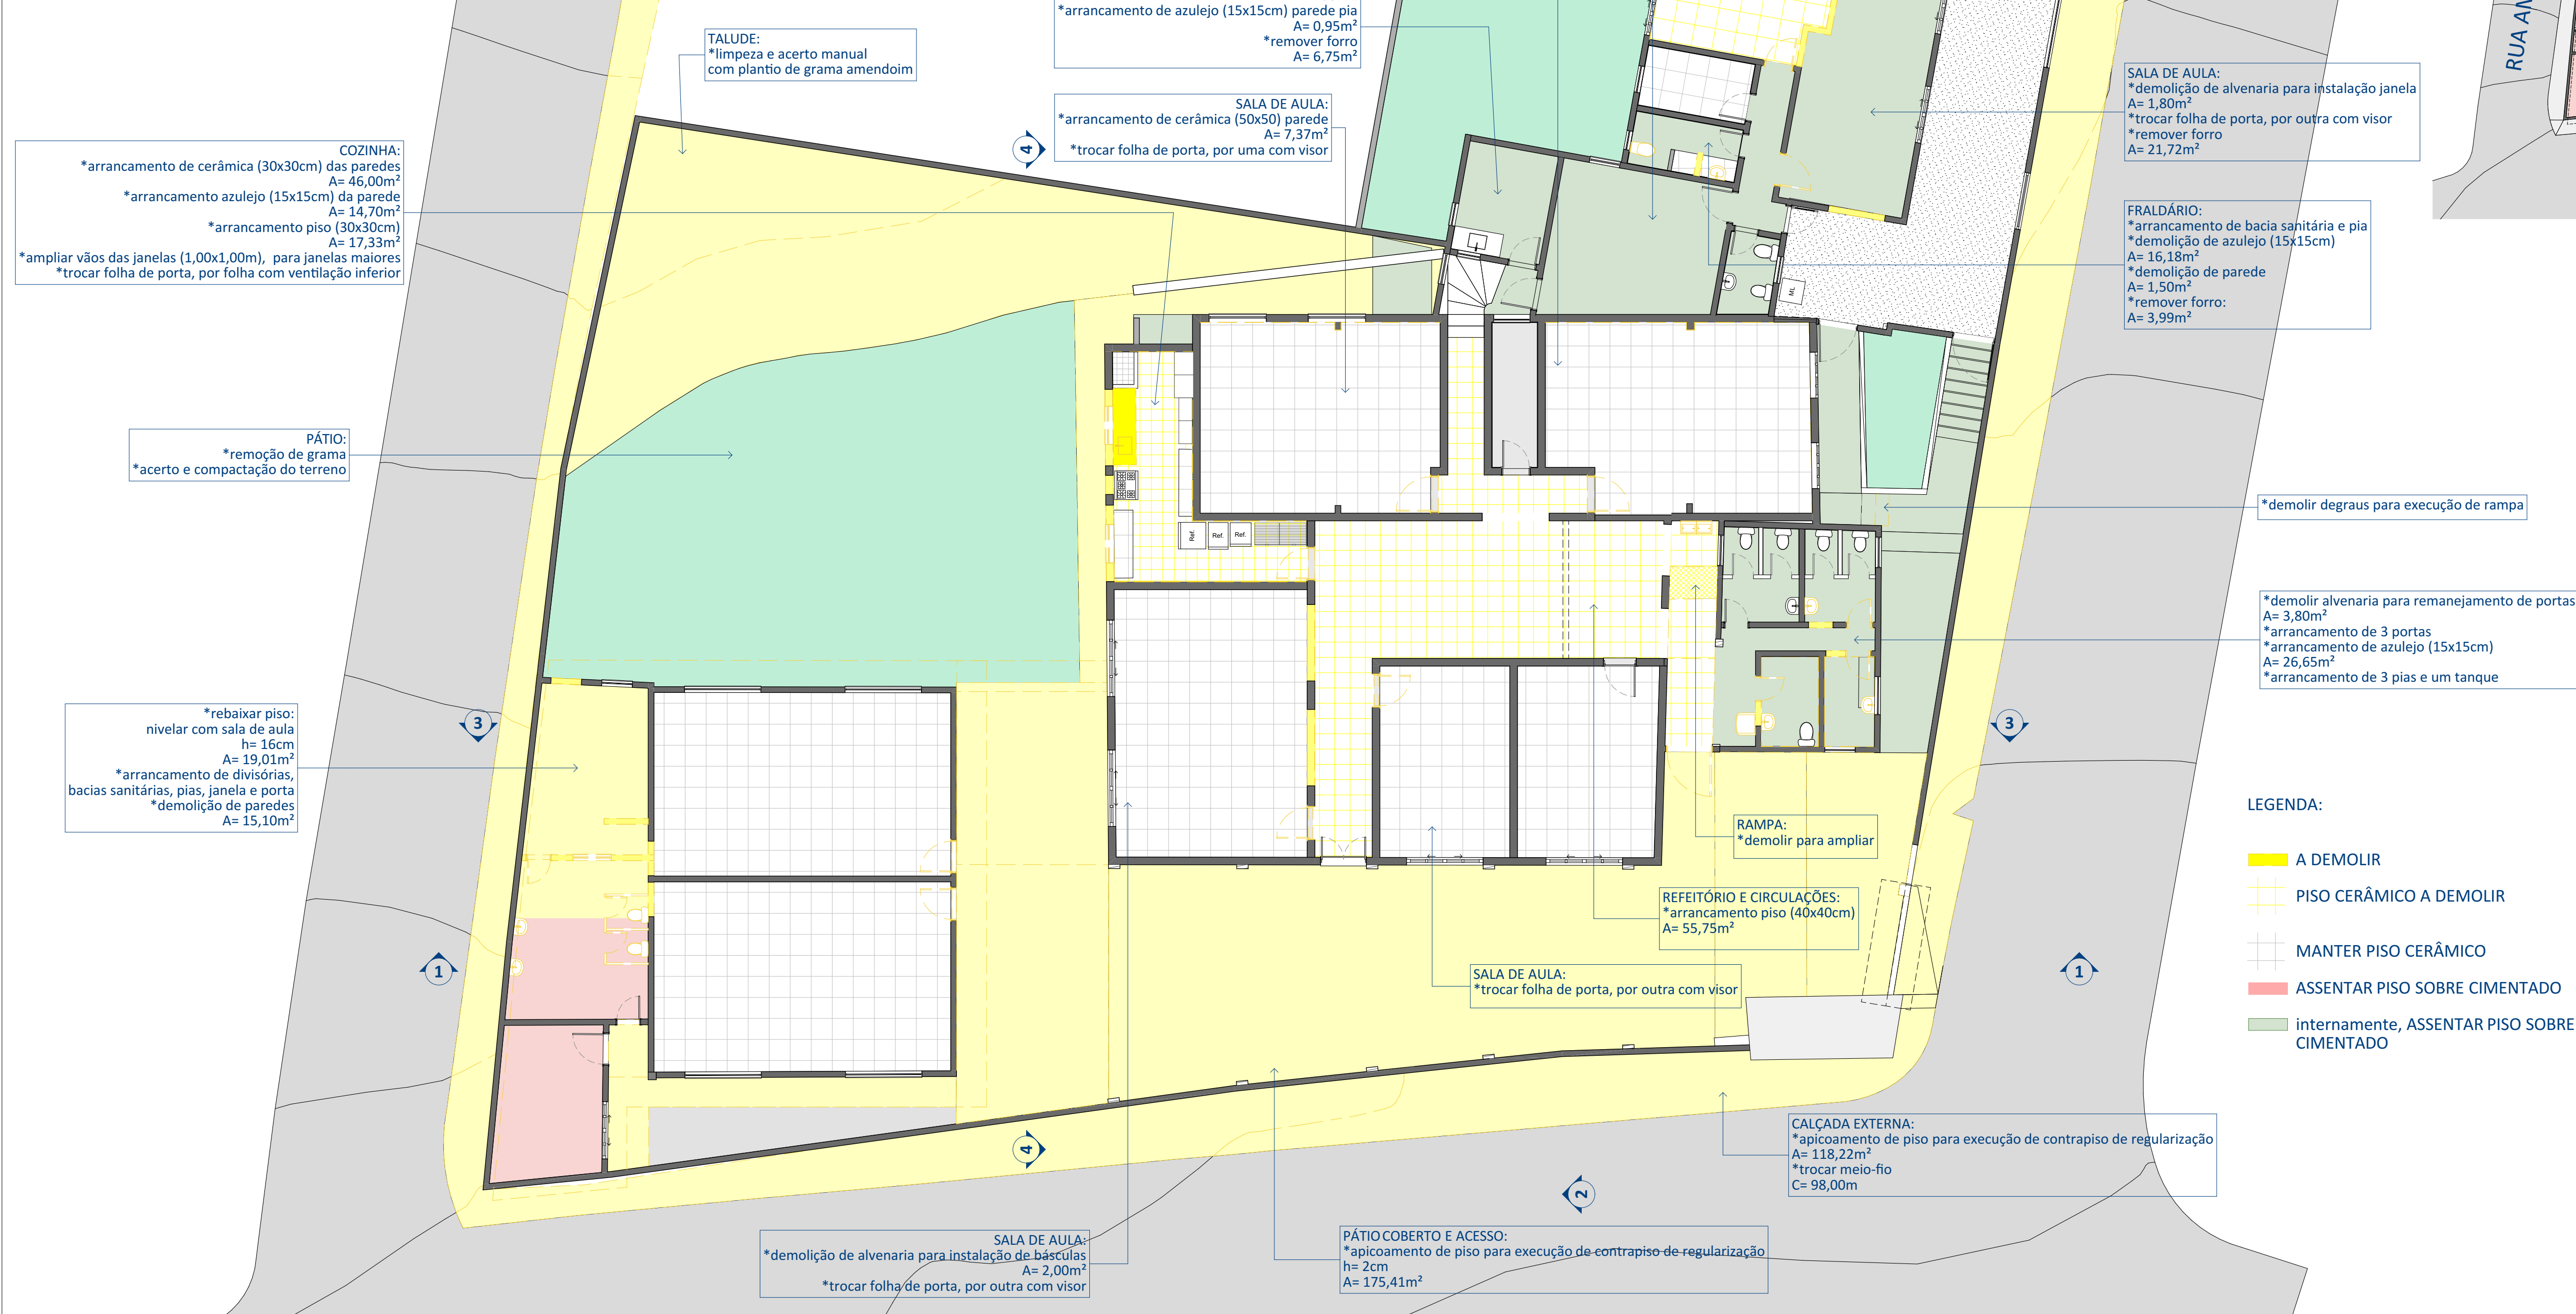 *arrancamento de azulejo (15x15cm) parede pia
A= 0,95m²
*remover forro
A= 6,75m²
TALUDE:
*limpeza e acerto manual
com plantio de grama amendoim
SALA DE AULA:
*arrancamento de cerâmica (50x50) parede
A= 7,37m²
*trocar folha de porta, por uma com visor
4
COZINHA:
*arrancamento de cerâmica (30x30cm) das paredes
A= 46,00m²
*arrancamento azulejo (15x15cm) da parede
A= 14,70m²
*arrancamento piso (30x30cm)
A= 17,33m²
*ampliar vãos das janelas (1,00x1,00m), para janelas maiores
*trocar folha de porta, por folha com ventilação inferior
RUA
SALA DE AULA:
*demolição de alvenaria para instalação janela
A= 1,80m²
*trocar folha de porta, por outra com visor
*remover forro
A= 21,72m²
FRALDÁRIO:
*arrancamento de bacia sanitária e pia
*demolição de azulejo (15x15cm)
A= 16,18m²
*demolição de parede
A= 1,50m²
*remover forro:
A= 3,99m²
ML
PÁTIO:
*remoção de grama
*acerto e compactação do terreno
Ref.
Ref.
Ref.
*demolir degraus para execução de rampa
*demolir alvenaria para remanejamento de portas
A= 3,80m²
*arrancamento de 3 portas
*arrancamento de azulejo (15x15cm)
A= 26,65m²
*arrancamento de 3 pias e um tanque
*rebaixar piso:
nivelar com sala de aula
h= 16cm
A= 19,01m²
*arrancamento de divisórias,
bacias sanitárias, pias, janela e porta
*demolição de paredes
A= 15,10m²
3
3
RAMPA:
*demolir para ampliar
REFEITÓRIO E CIRCULAÇÕES:
*arrancamento piso (40x40cm)
A= 55,75m²
SALA DE AULA:
*trocar folha de porta, por outra com visor
1
1
LEGENDA:
A DEMOLIR
PISO CERÂMICO A DEMOLIR
MANTER PISO CERÂMICO
ASSENTAR PISO SOBRE CIMENTADO
internamente, ASSENTAR PISO SOBRE
CIMENTADO
CALÇADA EXTERNA:
*apicoamento de piso para execução de contrapiso de regularização
A= 118,22m²
*trocar meio-fio
C= 98,00m
4
2
SALA DE AULA:
*demolição de alvenaria para instalação de básculas
A= 2,00m²
*trocar folha de porta, por outra com visor
PÁTIO COBERTO E ACESSO:
*apicoamento de piso para execução de contrapiso de regularização
h= 2cm
A= 175,41m²